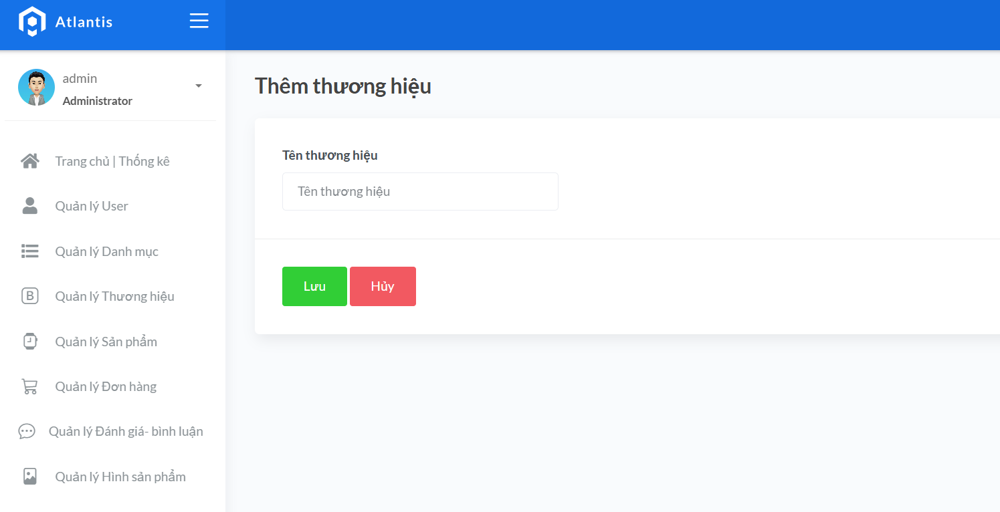 Atlantis
admin
Administrator
Trang chủ | Thống kê
Quản lý User
Quản lý Danh mục
Quản lý Thương hiệu
Quản lý Sản phẩm
Quản lý Đơn hàng
Quản lý Đánh giá- bình luận
Quản lý Hình sản phẩm
Thêm thương hiệu
Tên thương hiệu
Tên thương hiệu
Lưu Hủy